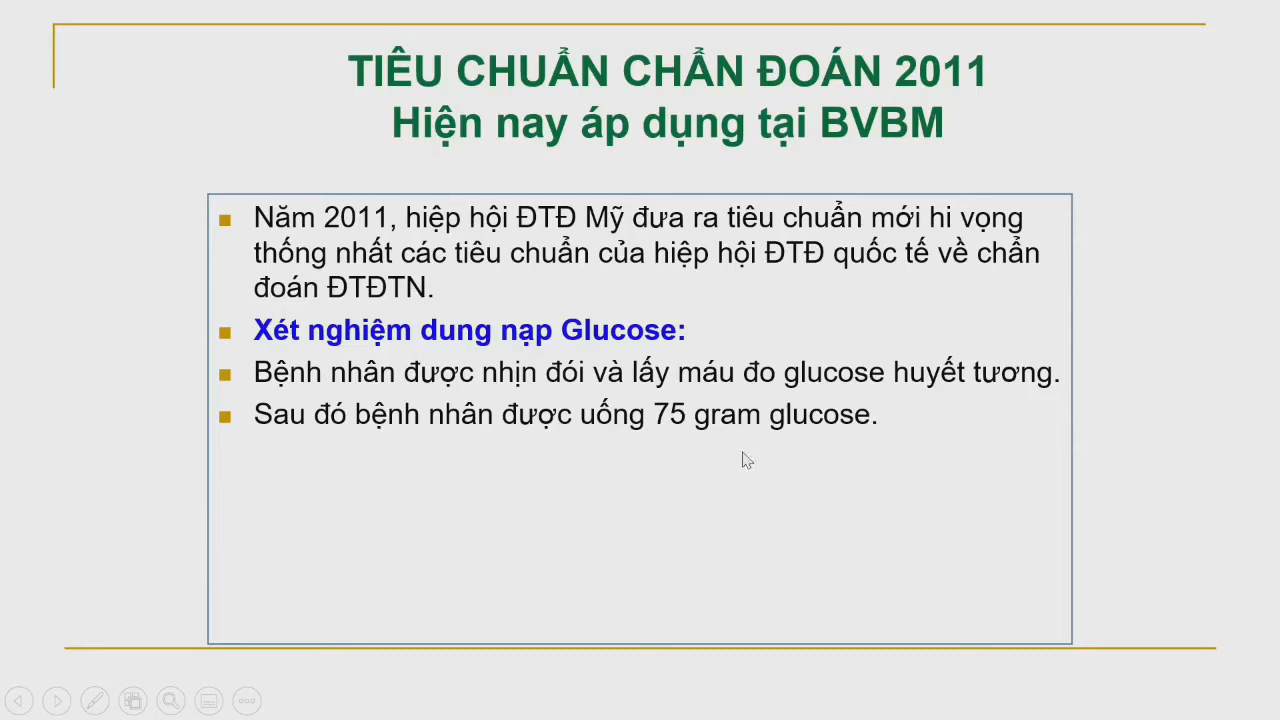 TIÊU CHUẨN CHẨN ĐOÁN 2011
Hiện nay áp dụng tại BVBM
Năm 2011, hiệp hội ĐTĐ Mỹ đưa ra tiêu chuẩn mới hi vọng
thống nhất các tiêu chuẩn của hiệp hội ĐTĐ quốc tế về chẩn
đoán ĐTĐTN.
Xét nghiệm dung nạp Glucose:
Bệnh nhân được nhịn đói và lấy máu đo glucose huyết tương.
Sau đó bệnh nhân được uống 75 gram glucose.